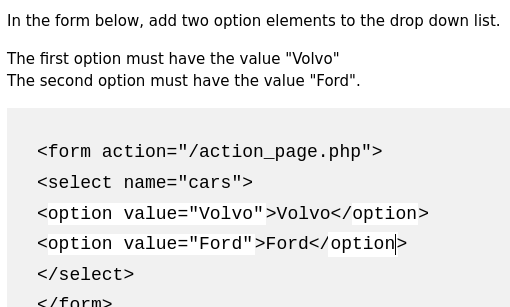 In the form below, add two option elements to the drop down list.
The first option must have the value "Volvo"
The second option must have the value "Ford".
<form action="/action_page.php">
<select name="cars">
<option value="Volvo">Volvo</option>
<option value="Ford">Ford</option>
</select>
</form>